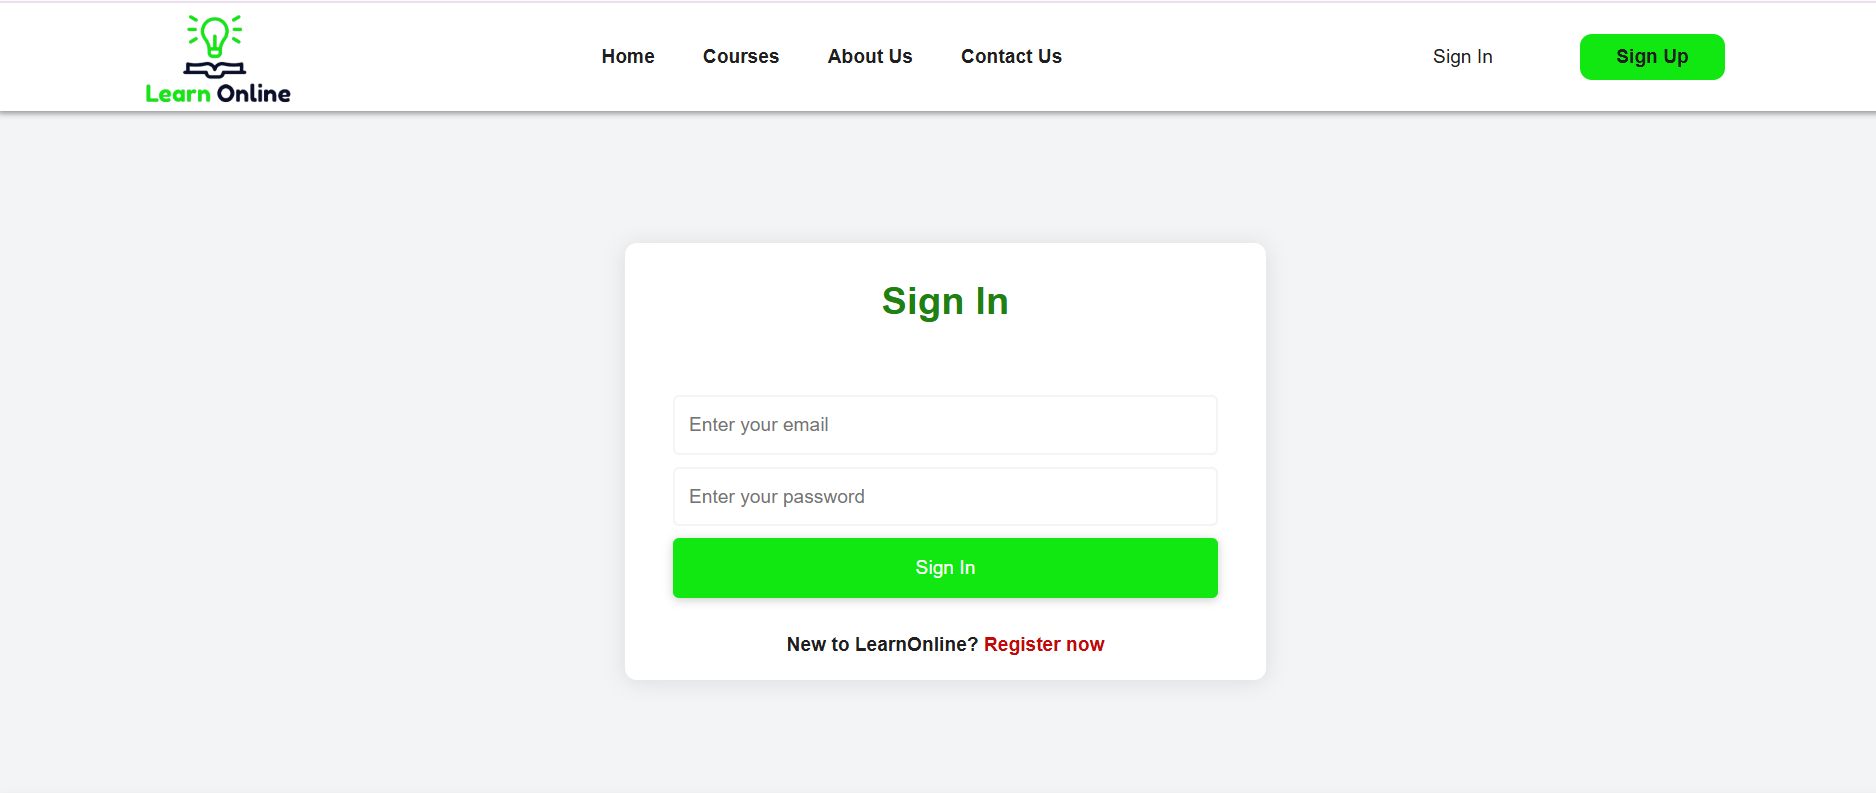 Learn Online
Home Courses About Us Contact Us Sign In Sign Up
Sign In
Enter your email
Enter your password
Sign In
New to LearnOnline? Register now